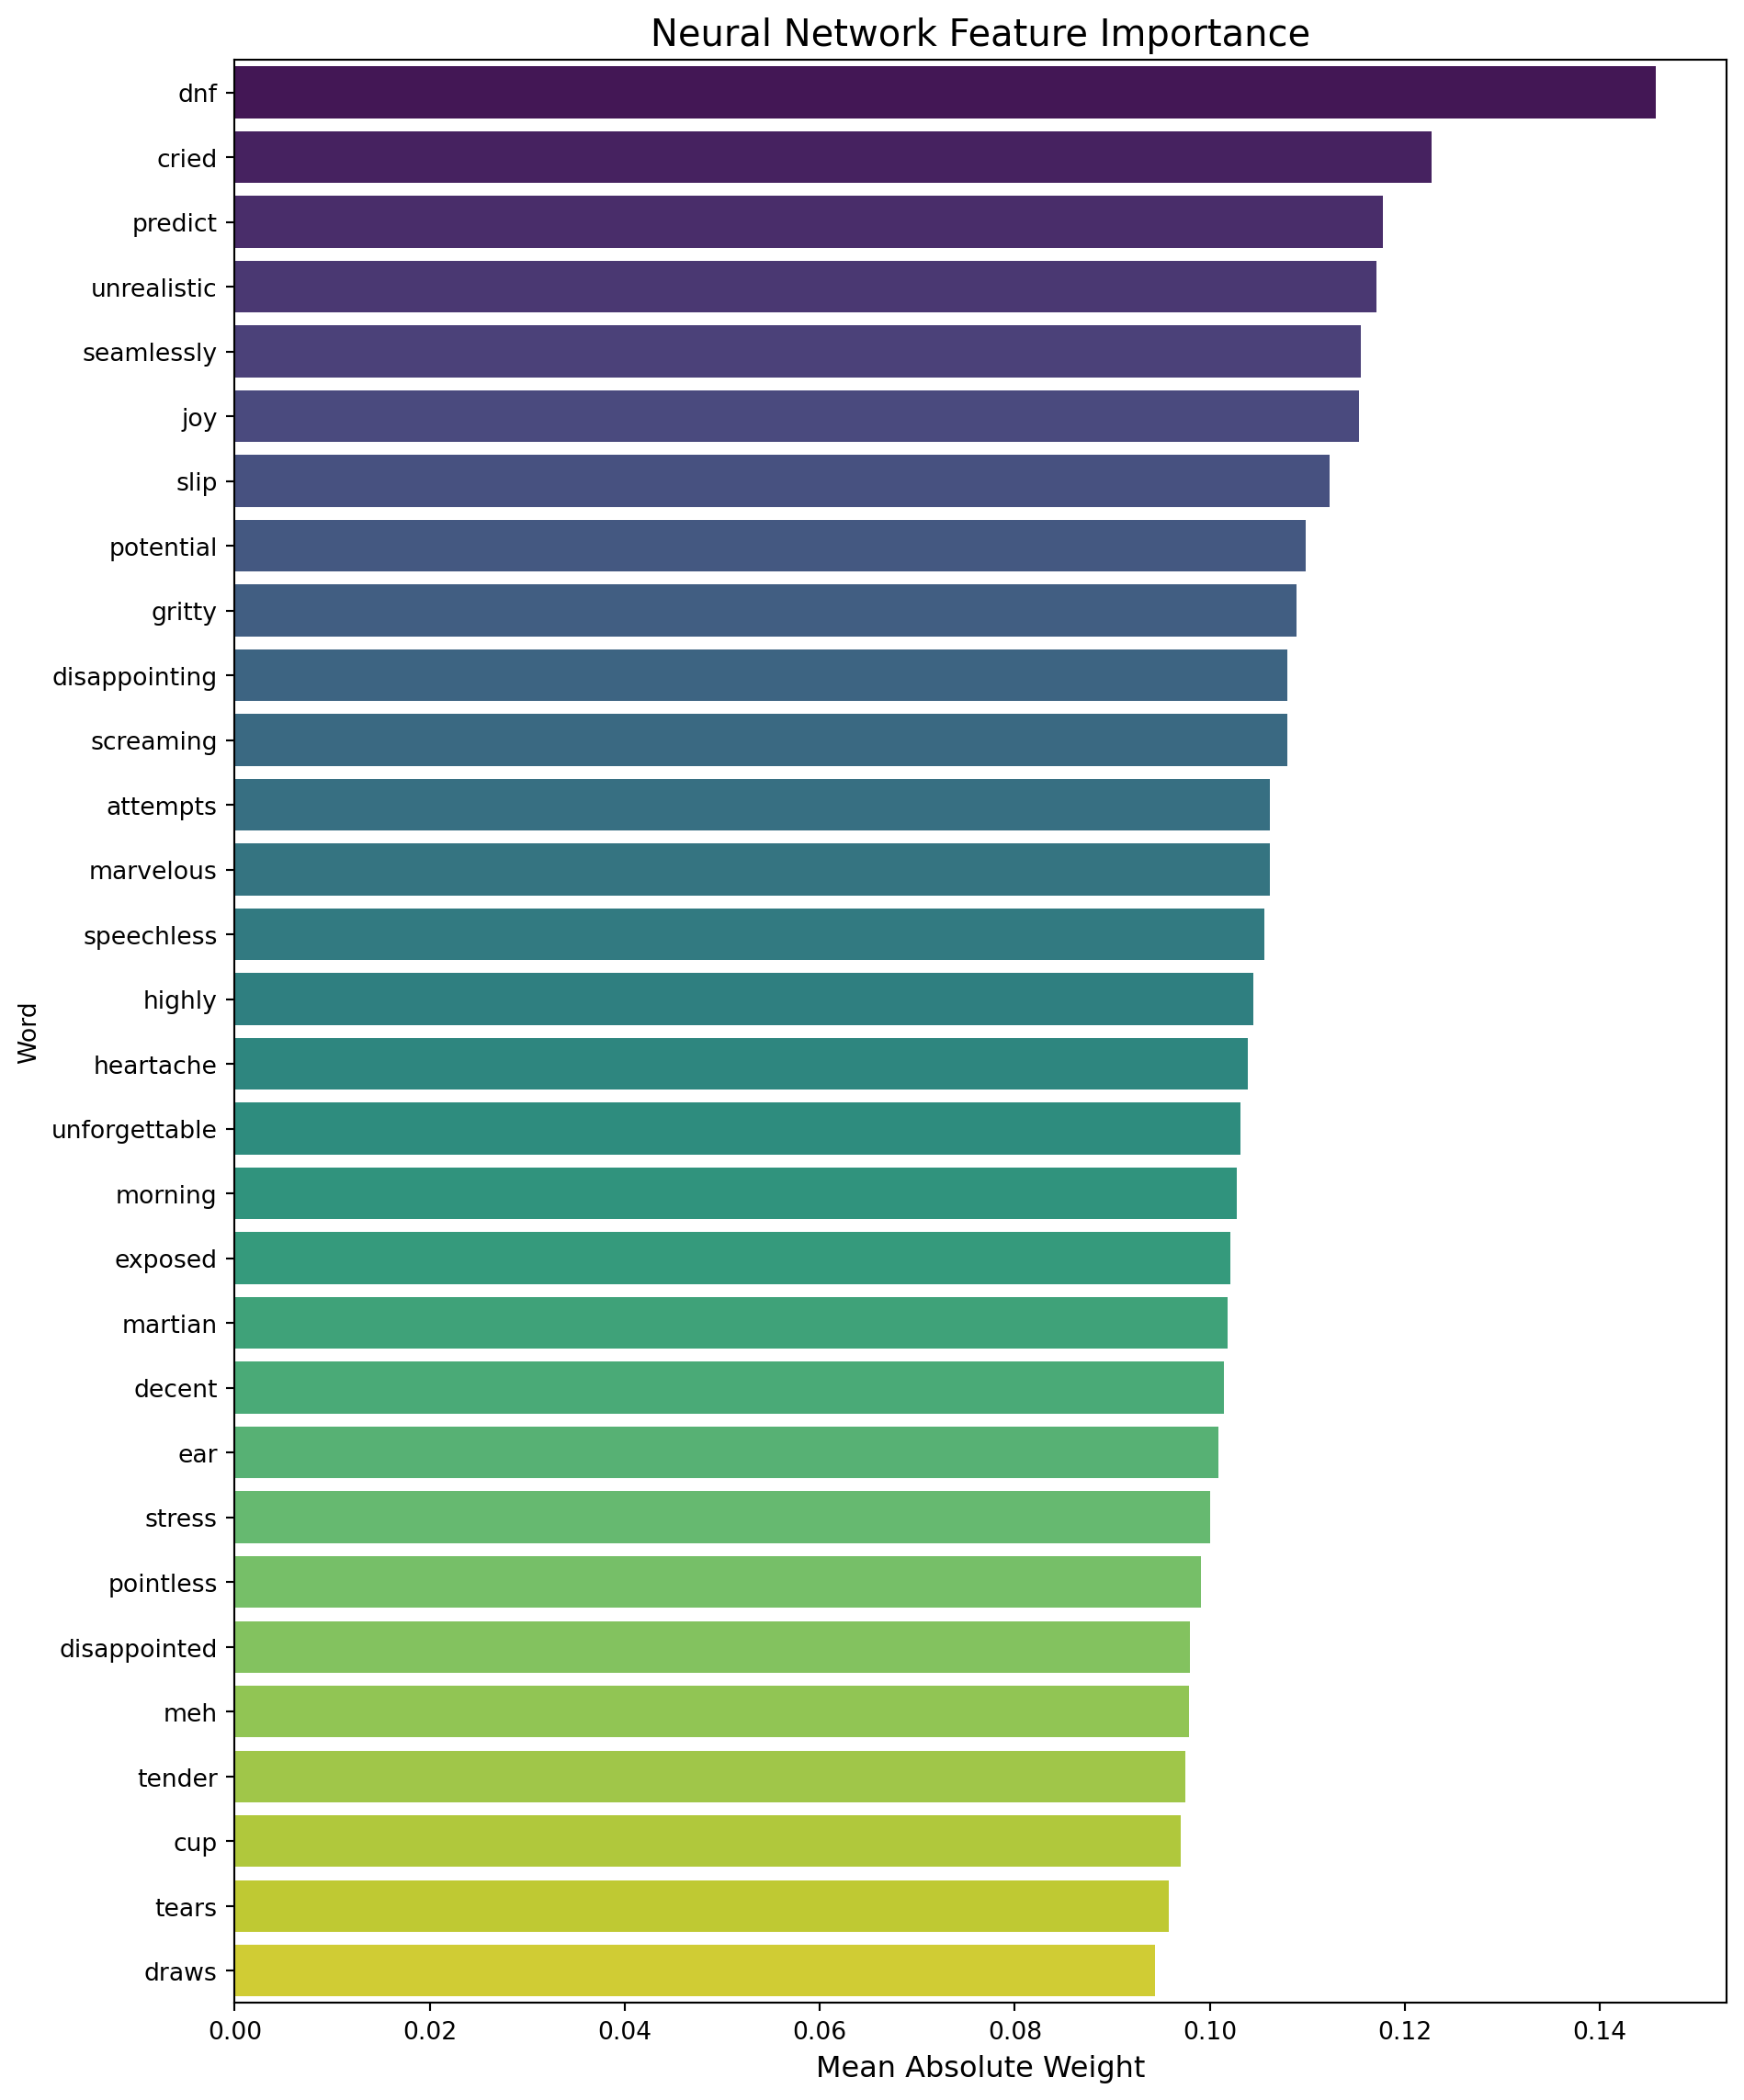 Neural Network Feature Importance
dnf
cried
predict
unrealistic
seamlessly
joy
slip
potential
gritty
disappointing
screaming
attempts
marvelous
speechless
highly
heartache
unforgettable
morning
exposed
martian
decent
ear
stress
pointless
disappointed
meh
tender
cup
tears
draws
Word
0.00 0.02 0.04 0.06 0.08 0.10 0.12 0.14
Mean Absolute Weight